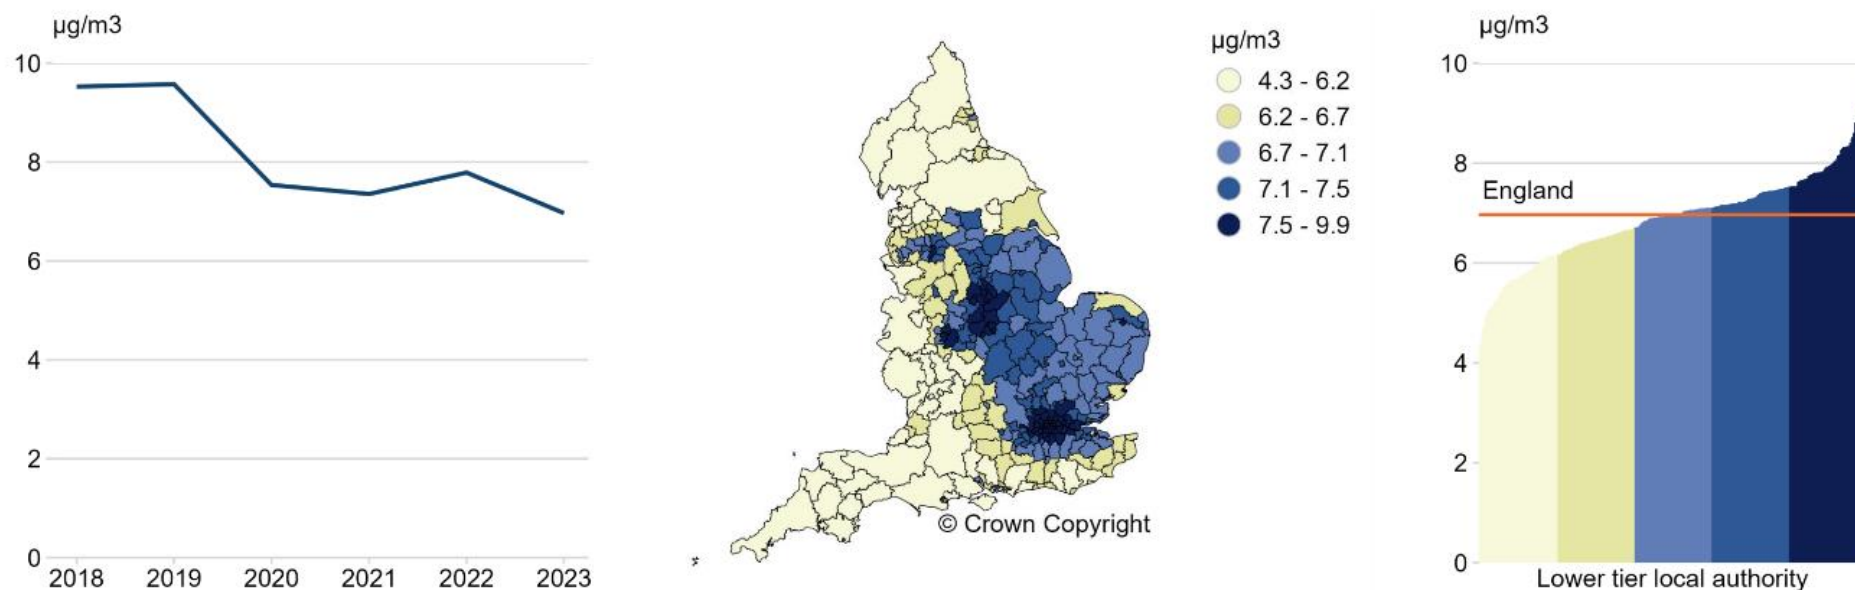 µg/m3
10
8
6
4
2
0
2018 2019 2020 2021 2022 2023
© Crown Copyright
µg/m3
4.3 - 6.2
6.2 - 6.7
6.7 - 7.1
7.1 - 7.5
7.5 - 9.9
µg/m3
10
8
England
6
4
2
0
Lower tier local authority